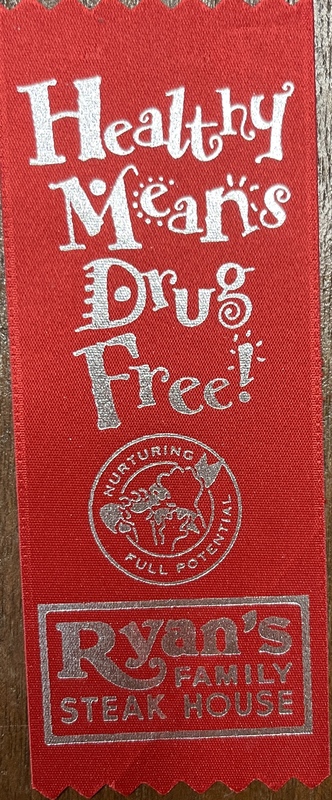 Healthy
Means
Drug
Free!
NURTURING
FULL POTENTIAL
Ryan's
FAMILY
STEAK HOUSE